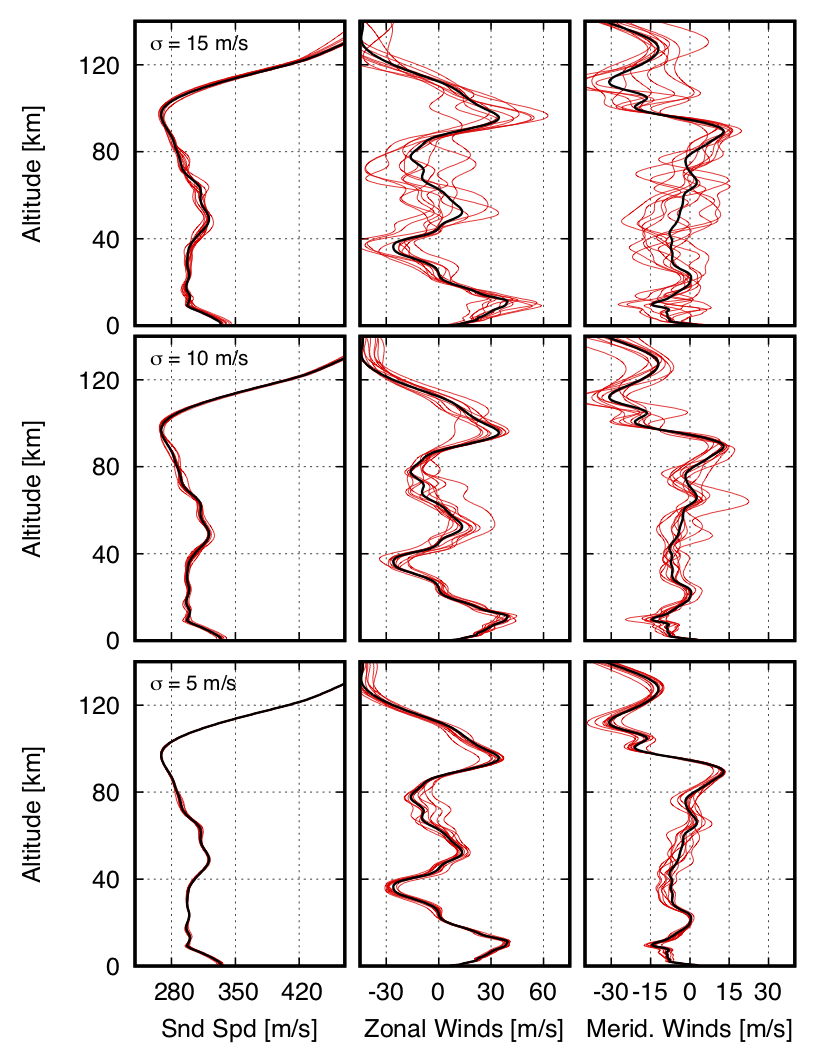 σ = 15 m/s
120
80
40
0
Altitude [km]
σ = 10 m/s
120
80
40
0
Altitude [km]
σ = 5 m/s
120
80
40
0
Altitude [km]
280 350 420 -30 0 30 60 -30 -15 0 15 30
Snd Spd [m/s] Zonal Winds [m/s] Merid. Winds [m/s]